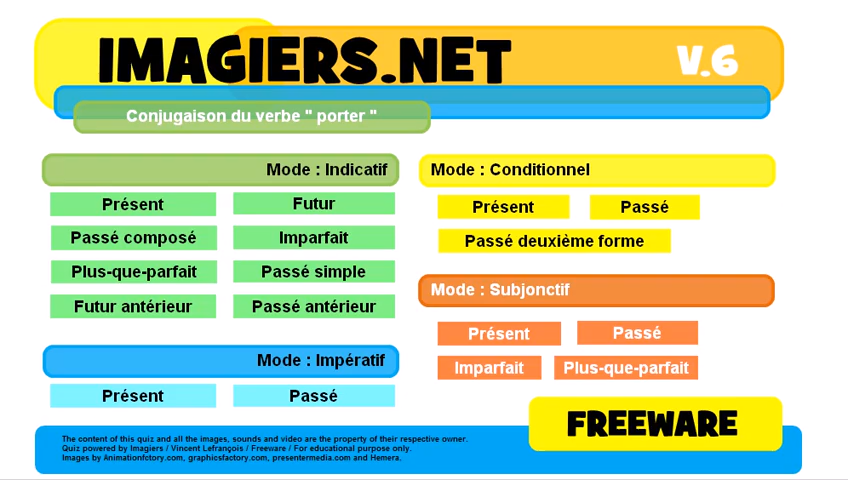 IMAGIERS.NET
V.6
Conjugaison du verbe " porter "
Mode : Indicatif
Présent
Futur
Passé composé
Imparfait
Plus-que-parfait
Passé simple
Futur antérieur
Passé antérieur
Mode : Impératif
Présent
Passé
Mode : Conditionnel
Présent
Passé
Passé deuxième forme
Mode : Subjonctif
Présent
Passé
Imparfait
Plus-que-parfait
FREEWARE
The content of this quiz and all the images, sounds and video are the property of their respective owner.
Quiz powered by Imagiers / Vincent Lefrançois / Freeware / For educational purpose only.
Images by Animationfctory.com, graphicsfactory.com, presentermedia.com and Hemera.